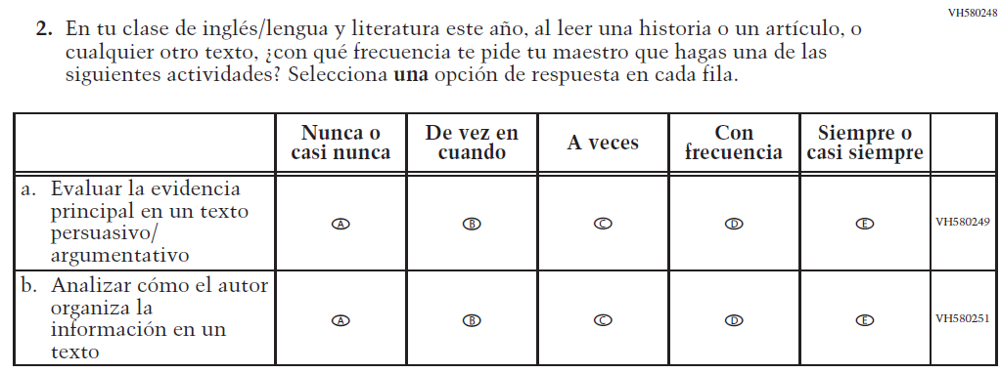 VH580248
2. En tu clase de inglés/lengua y literatura este año, al leer una historia o un artículo, o
cualquier otro texto, ¿con qué frecuencia te pide tu maestro que hagas una de las
siguientes actividades? Selecciona una opción de respuesta en cada fila.
Nunca o
casi nunca
De vez en
cuando
A veces
Con
frecuencia
Siempre o
casi siempre
a. Evaluar la evidencia
principal en un texto
persuasivo/
argumentativo
A B C D E VH580249
b. Analizar cómo el autor
organiza la
información en un
texto
A B C D E VH580251